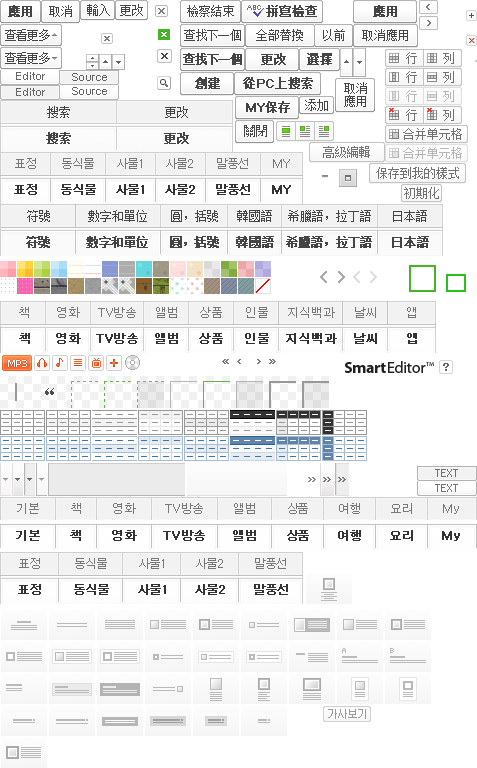 應用 取消 輸入 更改
檢察結束 拼寫檢查 應用
查看更多
查找下一個 全部替換 以前 取消應用
查看更多
查找下一個 更改 選擇
行 列
Editor Source
Editor Source
創建 從PC上搜索 取消應用
行 列
MY保存 添加
搜索 更改
行 列
關閉
合并单元格
搜索 更改
高級編輯 合并单元格
표정 동식물 사물1 사물2 말풍선 MY
保存到我的樣式
표정 동식물 사물1 사물2 말풍선 MY
初期化
符號 數字和單位 圓，括號 韓國語 希臘語，拉丁語 日本語
符號 數字和單位 圓，括號 韓國語 希臘語，拉丁語 日本語
책 영화 TV방송 앨범 상품 인물 지식백과 날씨 앱
책 영화 TV방송 앨범 상품 인물 지식백과 날씨 앱
MP3
SmartEditor™ ?
TEXT
TEXT
기본 책 영화 TV방송 앨범 상품 여행 요리 My
기본 책 영화 TV방송 앨범 상품 여행 요리 My
표정 동식물 사물1 사물2 말풍선
표정 동식물 사물1 사물2 말풍선
A B
가사보기